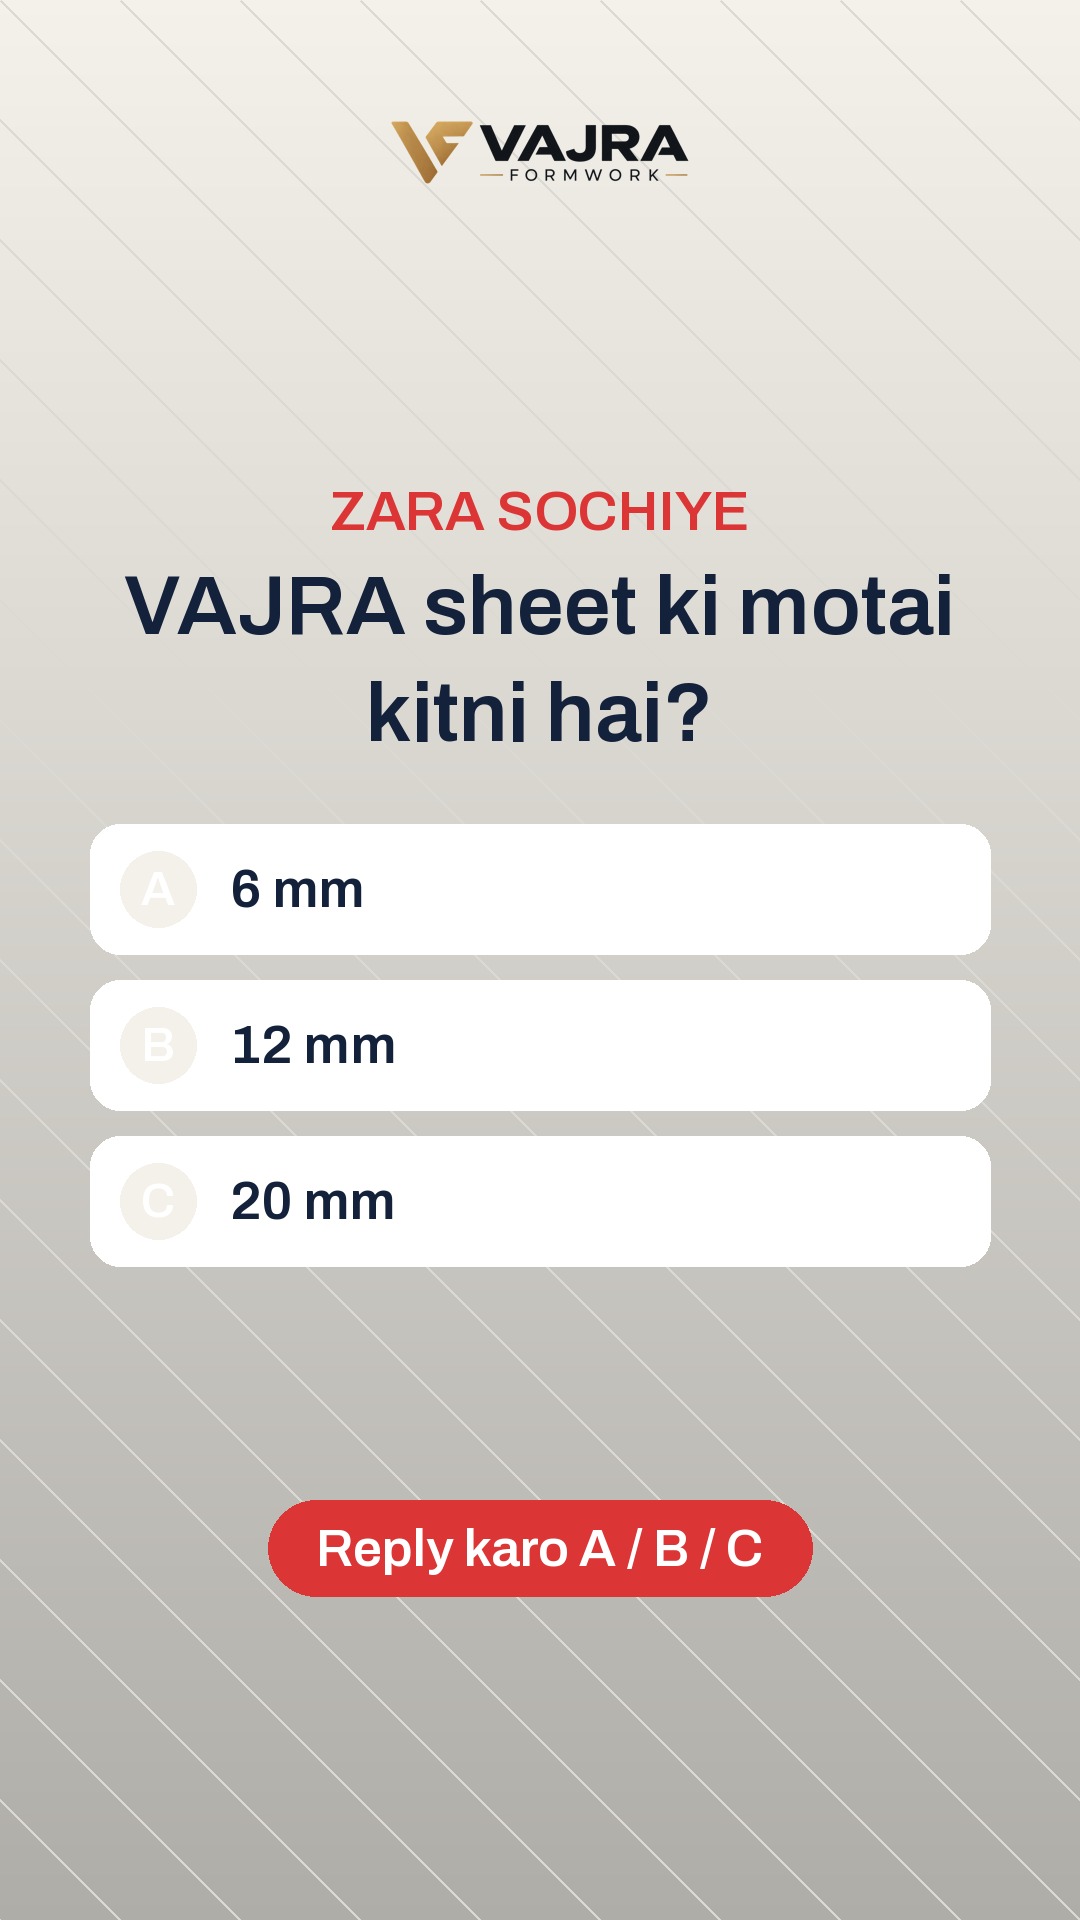 VAJRA
FORMWORK
ZARA SOCHIYE
VAJRA sheet ki motai
kitni hai?
A 6 mm
B 12 mm
C 20 mm
Reply karo A / B / C